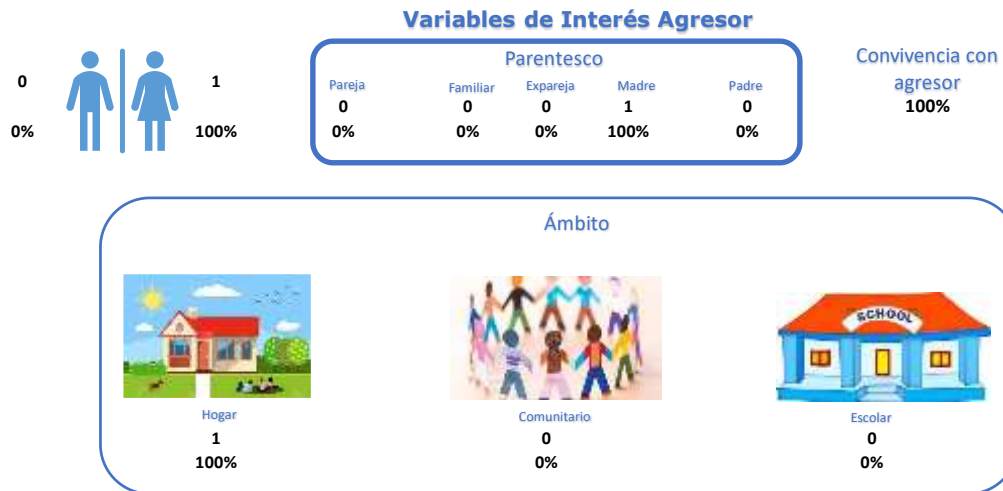 Variables de Interés Agresor
0
0%
1
100%
Parentesco
Pareja Familiar Expareja Madre Padre
0 0 0 1 0
0% 0% 0% 100% 0%
Convivencia con
agresor
100%
Ámbito
SCHOOL
Hogar Comunitario Escolar
1 0 0
100% 0% 0%